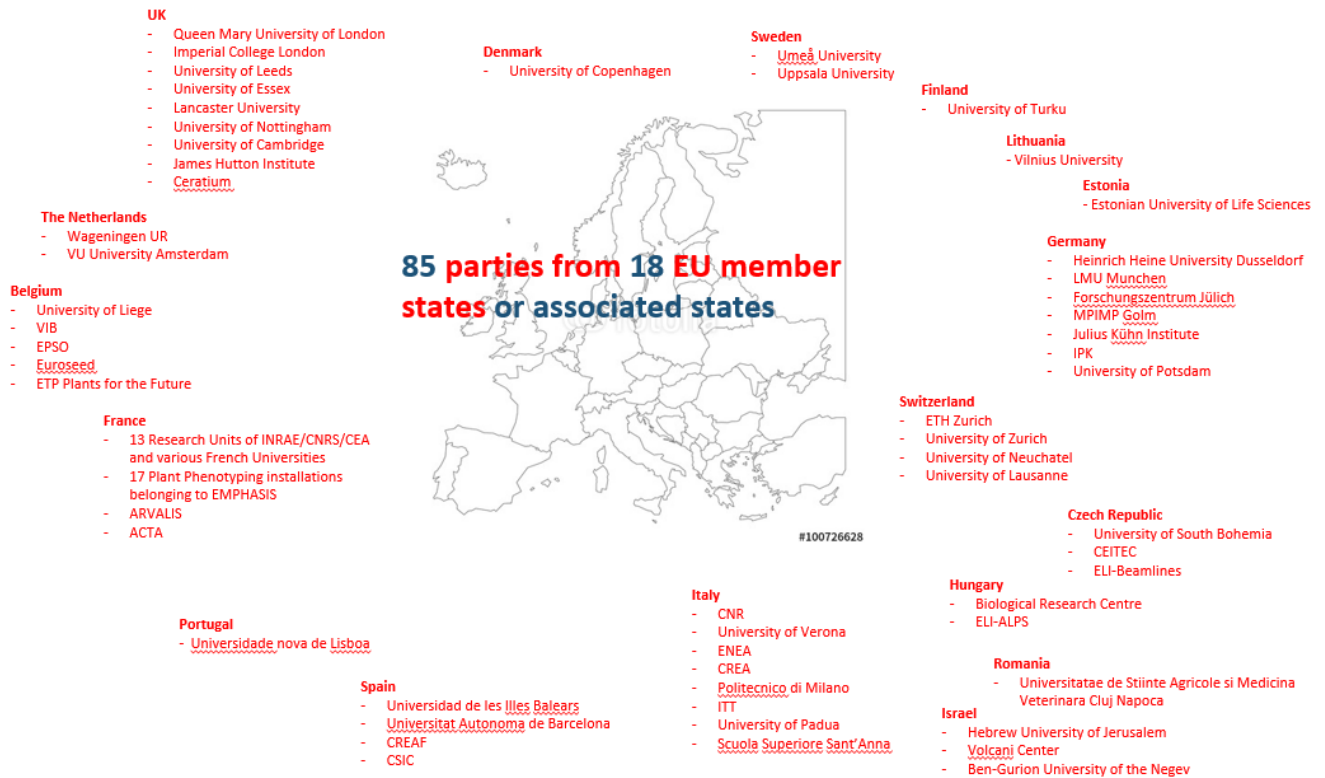 UK
- Queen Mary University of London
- Imperial College London
- University of Leeds
- University of Essex
- Lancaster University
- University of Nottingham
- University of Cambridge
- James Hutton Institute
- Ceratium
Denmark
- University of Copenhagen
Sweden
- Umeå University
- Uppsala University
Finland
- University of Turku
Lithuania
- Vilnius University
Estonia
- Estonian University of Life Sciences
The Netherlands
- Wageningen UR
- VU University Amsterdam
Belgium
- University of Liege
- VIB
- EPSO
- Euroseed
- ETP Plants for the Future
85 parties from 18 EU member
states or associated states
Germany
- Heinrich Heine University Dusseldorf
- LMU Munchen
- Forschungszentrum Jülich
- MPIMP Golm
- Julius Kühn Institute
- IPK
- University of Potsdam
France
- 13 Research Units of INRAE/CNRS/CEA
and various French Universities
- 17 Plant Phenotyping installations
belonging to EMPHASIS
- ARVALIS
- ACTA
Switzerland
- ETH Zurich
- University of Zurich
- University of Neuchatel
- University of Lausanne
#100726628
Czech Republic
- University of South Bohemia
- CEITEC
- ELI-Beamlines
Hungary
- Biological Research Centre
- ELI-ALPS
Portugal
- Universidade nova de Lisboa
Spain
- Universidad de les Illes Balears
- Universitat Autonoma de Barcelona
- CREAF
- CSIC
Italy
- CNR
- University of Verona
- ENEA
- CREA
- Politecnico di Milano
- ITT
- University of Padua
- Scuola Superiore Sant'Anna
Romania
- Universitatae de Stiinte Agricole si Medicina
Veterinara Cluj Napoca
Israel
- Hebrew University of Jerusalem
- Volcani Center
- Ben-Gurion University of the Negev